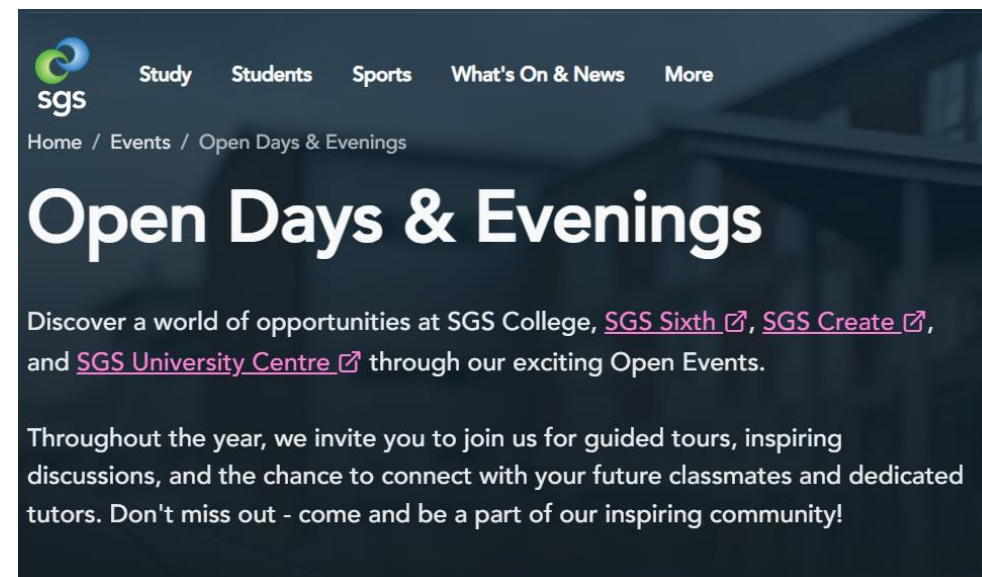 sgs
Study Students Sports What's On & News More
Home / Events / Open Days & Evenings
Open Days & Evenings
Discover a world of opportunities at SGS College, SGS Sixth, SGS Create,
and SGS University Centre through our exciting Open Events.
Throughout the year, we invite you to join us for guided tours, inspiring
discussions, and the chance to connect with your future classmates and dedicated
tutors. Don't miss out - come and be a part of our inspiring community!